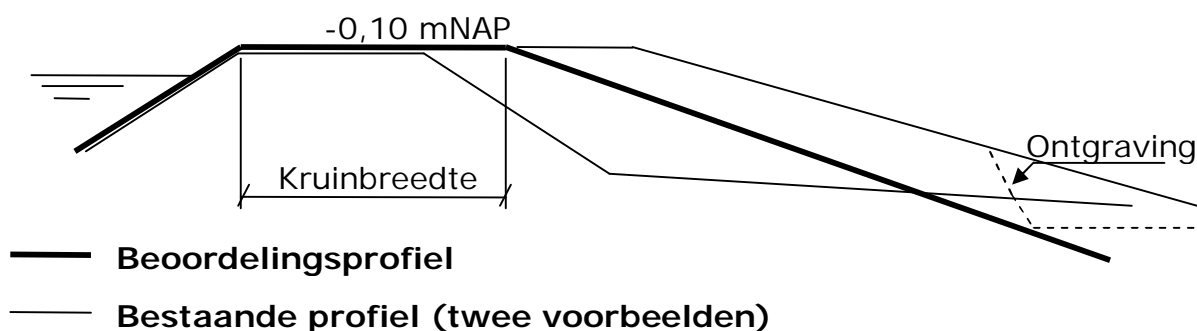 -0,10 mNAP
Ontgraving
Kruinbreedte
Beoordelingsprofiel
Bestaande profiel (twee voorbeelden)